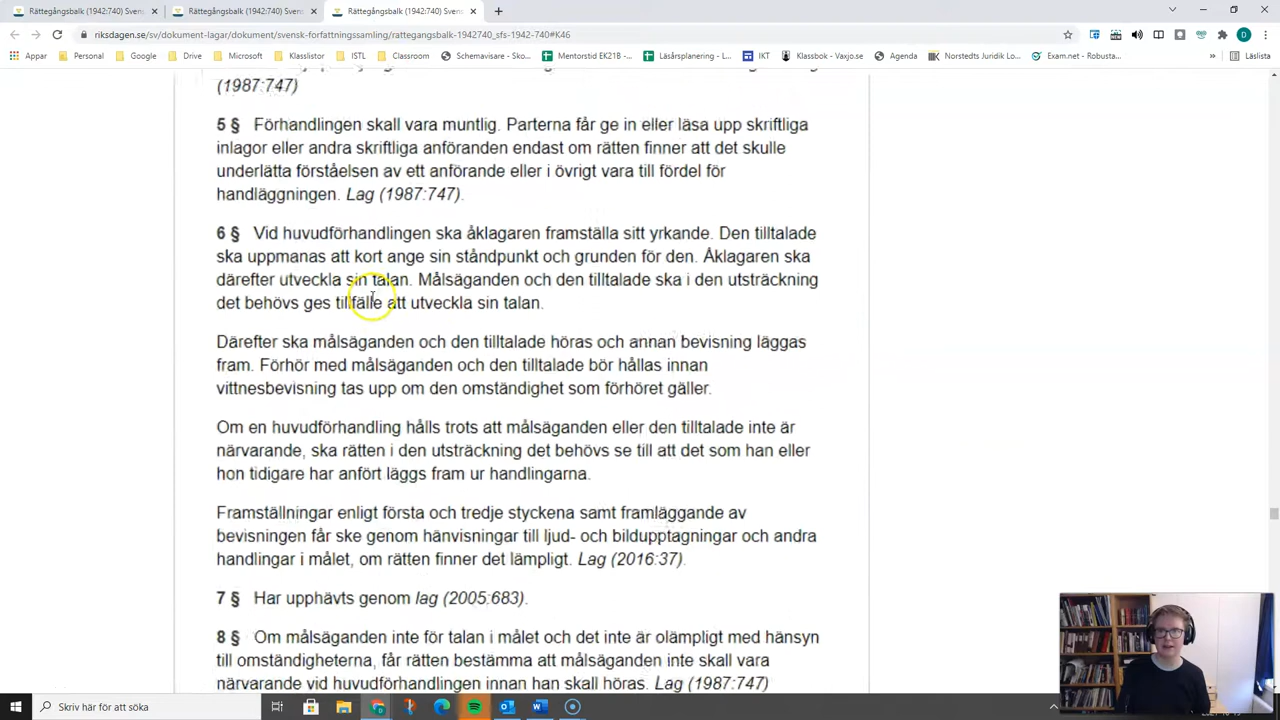 Rättegångsbalk (1942:740) Svens
Rättegångsbalk (1942:740) Svens
Rättegångsbalk (1942:740) Svens
riksdagen.se/sv/dokument-lagar/dokument/svensk-forfattningssamling/rattegangsbalk-1942740_sfs-1942-740#K46
Appar Personal Google Drive Microsoft Klasslistor ISTL Schemavisare - Sko... Mentorstid EK21B -... Läsårsplanering - L... IKT Klassbok - Vaxjo.se Agenda Norstedts Juridik Lo... Exam.net - Robusta... » Läslista
(1987:747)
5 § Förhandlingen skall vara muntlig. Parterna får ge in eller läsa upp skriftliga
inlagor eller andra skriftliga anföranden endast om rätten finner att det skulle
underlätta förståelsen av ett anförande eller i övrigt vara till fördel för
handläggningen. Lag (1987:747).
6 § Vid huvudförhandlingen ska åklagaren framställa sitt yrkande. Den tilltalade
ska uppmanas att kort ange sin ståndpunkt och grunden för den. Åklagaren ska
därefter utveckla sin talan. Målsäganden och den tilltalade ska i den utsträckning
det behövs ges tillfälle att utveckla sin talan.
Därefter ska målsäganden och den tilltalade höras och annan bevisning läggas
fram. Förhör med målsäganden och den tilltalade bör hållas innan
vittnesbevisning tas upp om den omständighet som förhöret gäller.
Om en huvudförhandling hålls trots att målsäganden eller den tilltalade inte är
närvarande, ska rätten i den utsträckning det behövs se till att det som han eller
hon tidigare har anfört läggs fram ur handlingarna.
Framställningar enligt första och tredje styckena samt framläggande av
bevisningen får ske genom hänvisningar till ljud- och bildupptagningar och andra
handlingar i målet, om rätten finner det lämpligt. Lag (2016:37).
7 § Har upphävts genom lag (2005:683).
8 § Om målsäganden inte för talan i målet och det inte är olämpligt med hänsyn
till omständigheterna, får rätten bestämma att målsäganden inte skall vara
närvarande vid huvudförhandlingen innan han skall höras. Lag (1987:747)
Skriv här för att söka